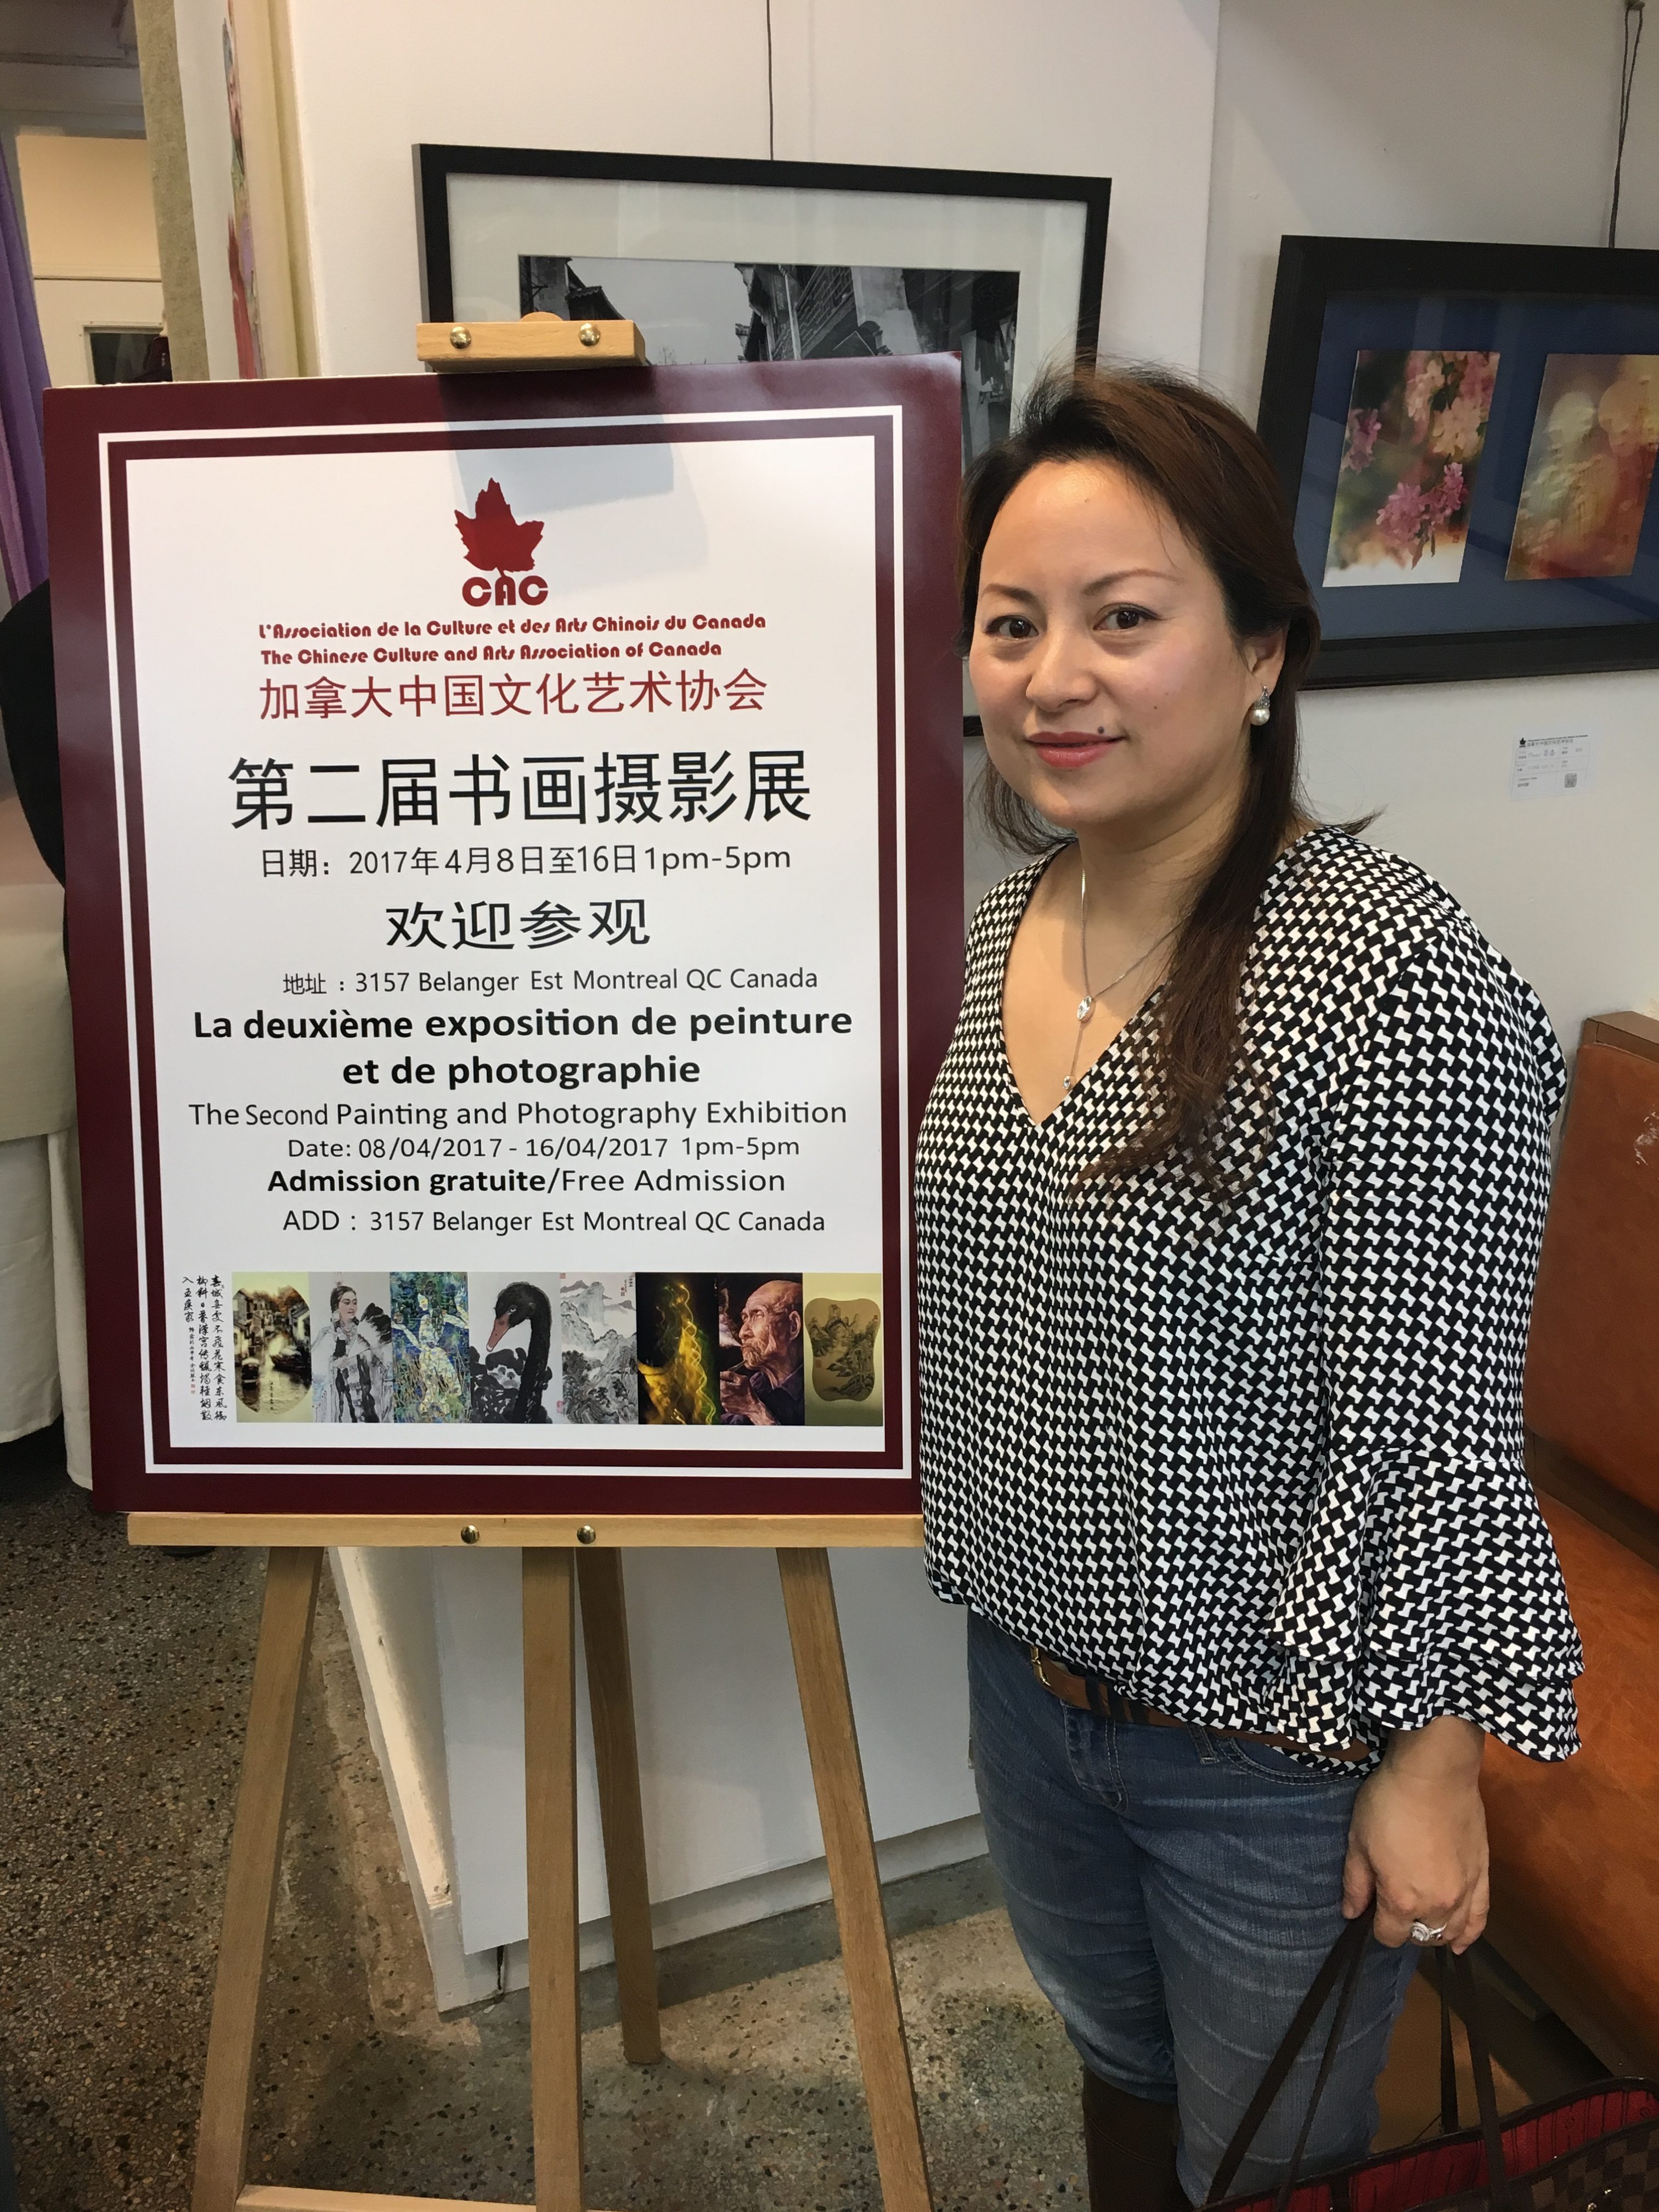 CAC
L'Association de la Culture et des Arts Chinois du Canada
The Chinese Culture and Arts Association of Canada
加拿大中国文化艺术协会
第二届书画摄影展
日期：2017年4月8日至16日1pm-5pm
欢迎参观
地址：3157 Belanger Est Montreal QC Canada
La deuxième exposition de peinture
et de photographie
The Second Painting and Photography Exhibition
Date: 08/04/2017 - 16/04/2017 1pm-5pm
Admission gratuite/Free Admission
ADD：3157 Belanger Est Montreal QC Canada